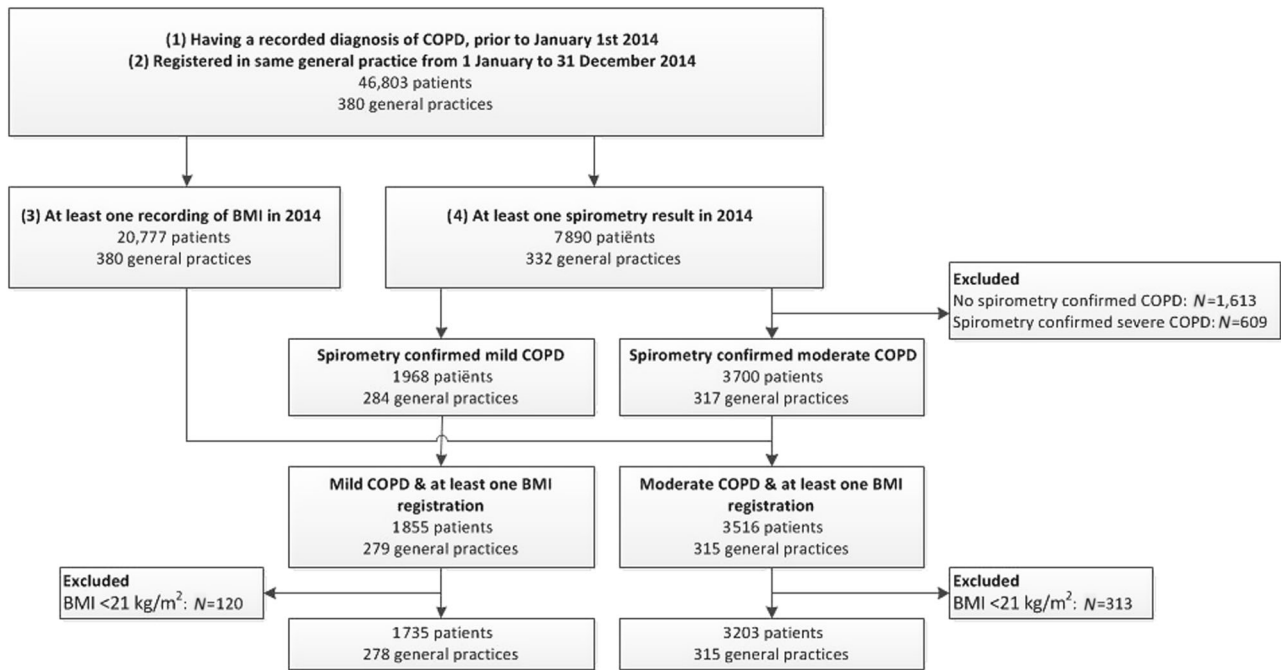 (1) Having a recorded diagnosis of COPD, prior to January 1st 2014
(2) Registered in same general practice from 1 January to 31 December 2014
46,803 patients
380 general practices
(3) At least one recording of BMI in 2014
20,777 patients
380 general practices
(4) At least one spirometry result in 2014
7890 patiënts
332 general practices
Excluded
No spirometry confirmed COPD: N=1,613
Spirometry confirmed severe COPD: N=609
Spirometry confirmed mild COPD
1968 patiënts
284 general practices
Spirometry confirmed moderate COPD
3700 patients
317 general practices
Mild COPD & at least one BMI
registration
1855 patients
279 general practices
Moderate COPD & at least one BMI
registration
3516 patients
315 general practices
Excluded
BMI <21 kg/m²: N=120
Excluded
BMI <21 kg/m²: N=313
1735 patients
278 general practices
3203 patients
315 general practices